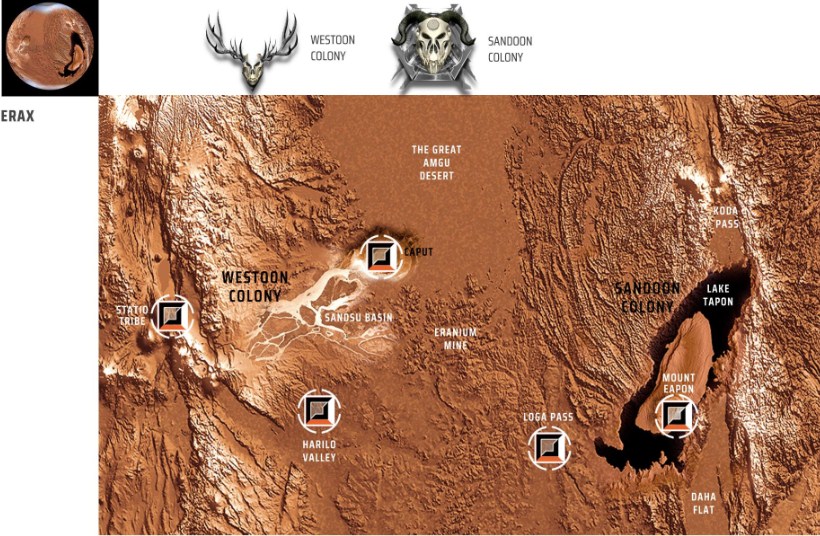 WESTOON
COLONY
SANDOON
COLONY
ERAX
THE GREAT
AMGU
DESERT
KODA
PASS
CAPUT
WESTOON
COLONY
SANDOON
COLONY
LAKE
TAPON
STATIO
TRIBE
SANDSU BASIN
ERANIUM
MINE
MOUNT
EAPON
LOGA PASS
HARILD
VALLEY
DAHA
FLAT